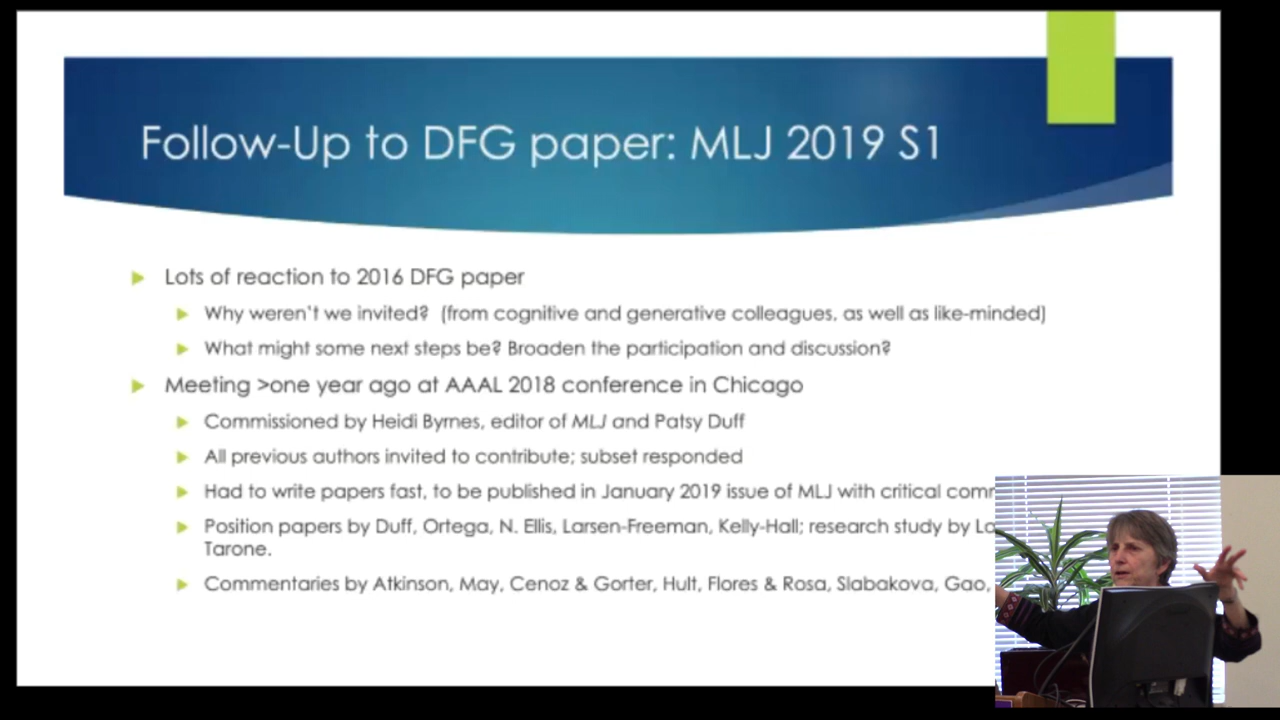 Follow-Up to DFG paper: MLJ 2019 S1
Lots of reaction to 2016 DFG paper
Why weren't we invited? (from cognitive and generative colleagues, as well as like-minded)
What might some next steps be? Broaden the participation and discussion?
Meeting >one year ago at AAAL 2018 conference in Chicago
Commissioned by Heidi Byrnes, editor of MLJ and Patsy Duff
All previous authors invited to contribute; subset responded
Had to write papers fast, to be published in January 2019 issue of MLJ with critical
Position papers by Duff, Ortega, N. Ellis, Larsen-Freeman, Kelly-Hall; research study by
Tarone.
Commentaries by Atkinson, May, Cenoz & Gorter, Hult, Flores & Rosa, Slabakova, Gao,